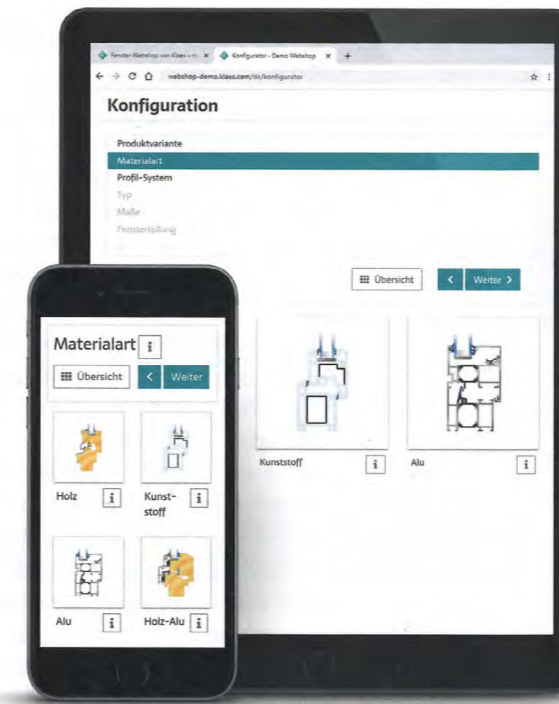 Fenster-Webshop von Klaes –
Konfigurator - Demo Webshop
webshop-demo.klaes.com/de/konfigurator
Konfiguration
Produktvariante
Materialart
Profil-System
Typ
Maße
Fensterteilung
Übersicht
Weiter
Kunststoff
i
Alu
i
Materialart i
Übersicht
Weiter
Holz
i
Kunst-
stoff
i
Alu
i
Holz-Alu
i